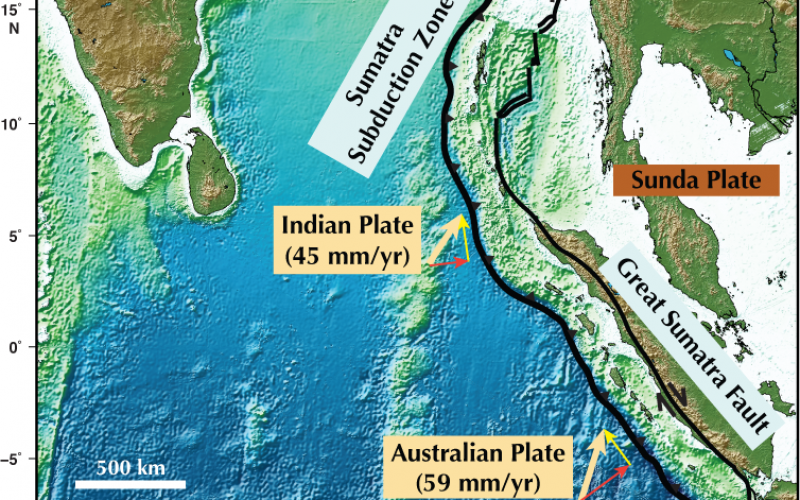 15°
N
10°
5°
0°
–5°
Sumatra
Subduction Zone
Sunda Plate
Indian Plate
(45 mm/yr)
Great Sumatra Fault
Australian Plate
(59 mm/yr)
500 km